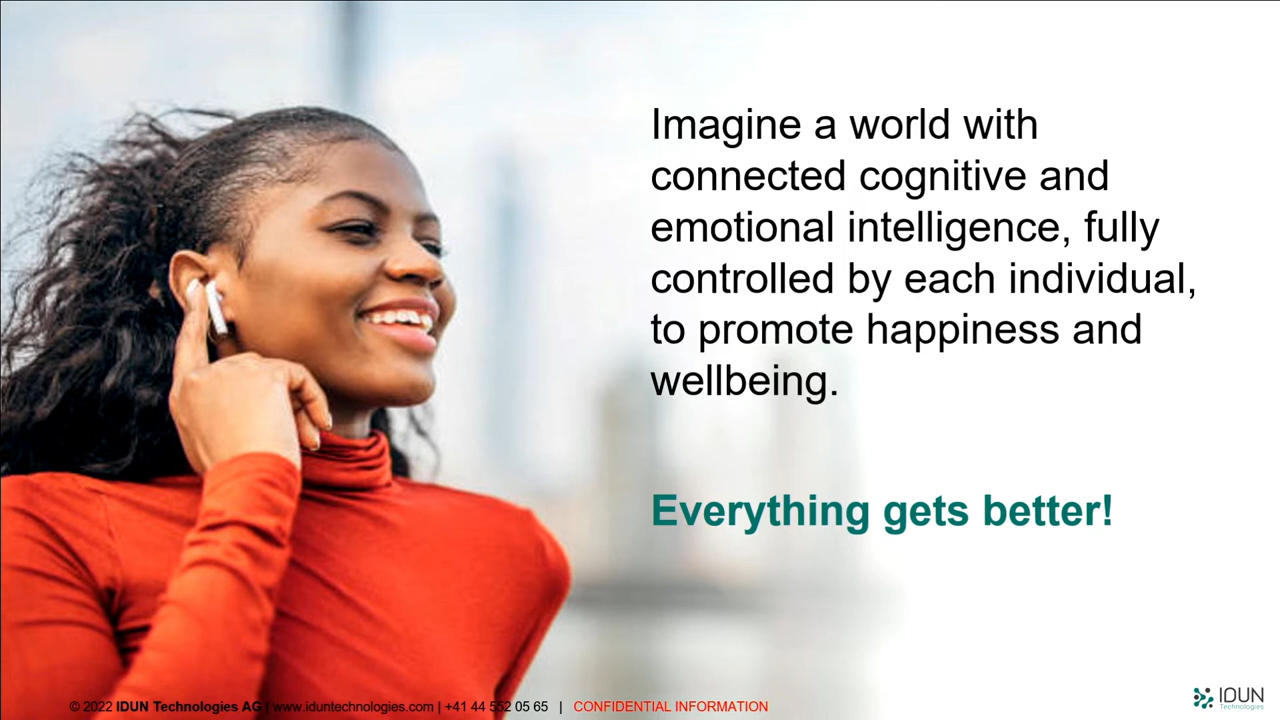 Imagine a world with
connected cognitive and
emotional intelligence, fully
controlled by each individual,
to promote happiness and
wellbeing.
Everything gets better!
© 2022 IDUN Technologies AG | www.iduntechnologies.com | +41 44 552 05 65 | CONFIDENTIAL INFORMATION
IDUN
Technologies